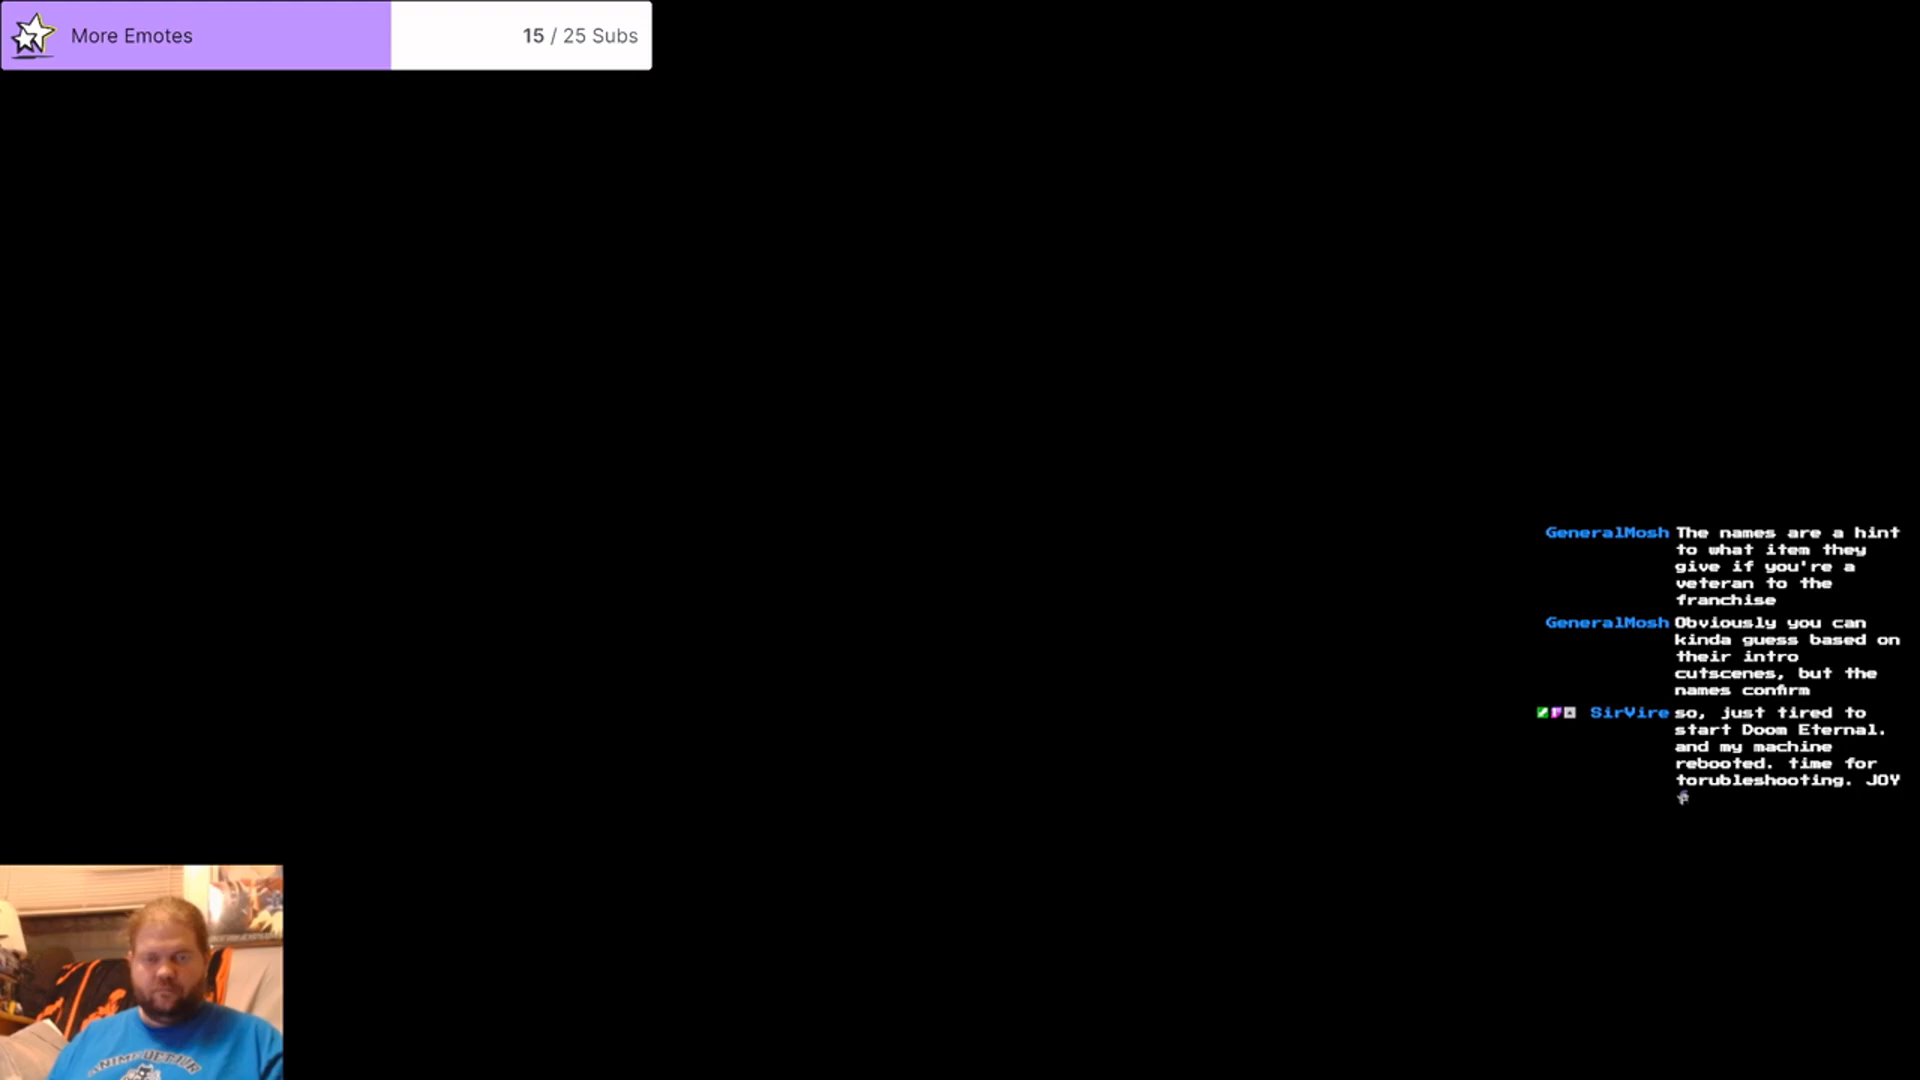 More Emotes
15 / 25 Subs
GeneralMosh The names are a hint
to what item they
give if you're a
veteran to the
franchise
GeneralMosh Obviously you can
kinda guess based on
their intro
cutscenes, but the
names confirm
SirVire so, just tired to
start Doom Eternal.
and my machine
rebooted. time for
torubleshooting. JOY
ANIME DETOUR